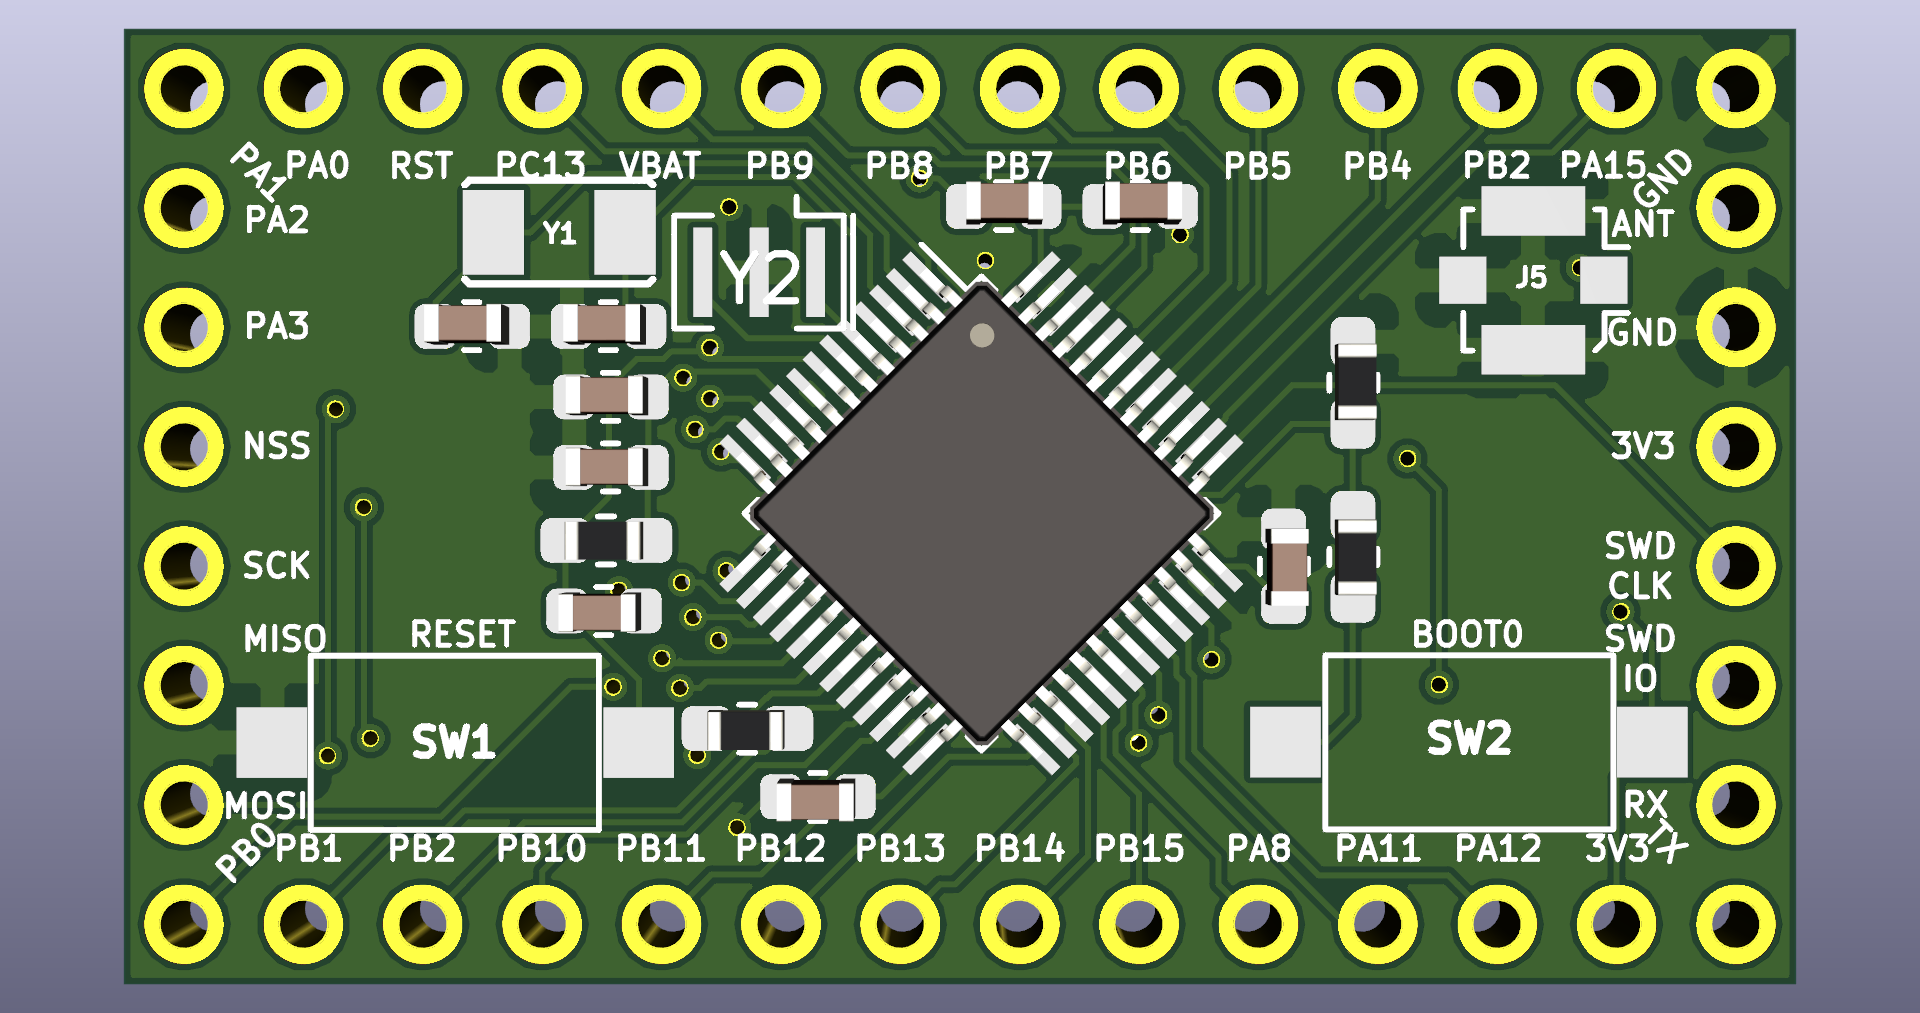 PA1
PA0
RST
PC13
VBAT
PB9
PB8
PB7
PB6
PB5
PB4
PB2
PA15
GND
PA2
Y1
Y2
ANT
J5
PA3
GND
NSS
3V3
SCK
SWD
CLK
MISO
RESET
BOOT0
SWD
IO
SW1
SW2
MOSI
RX
TX
PB0
PB1
PB2
PB10
PB11
PB12
PB13
PB14
PB15
PA8
PA11
PA12
3V3